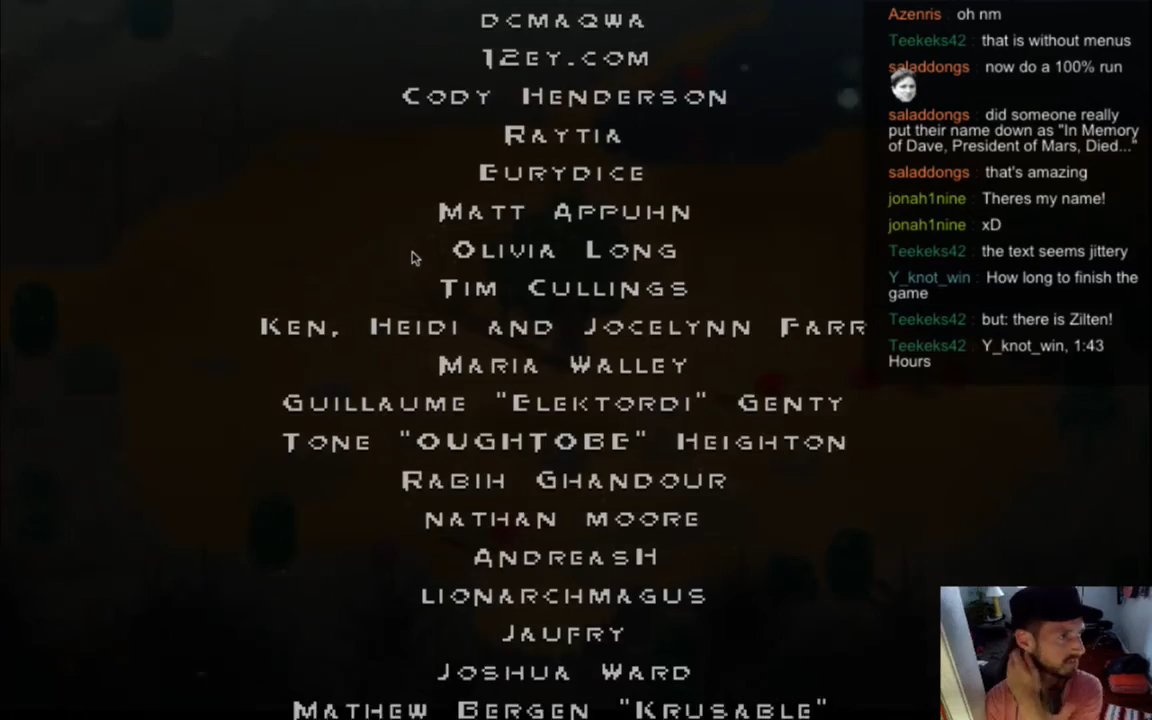 DCMAQWA
12EY.COM
CODY HENDERSON
RAYTIA
EURYDICE
MATT APPUHN
OLIVIA LONG
TIM CULLINGS
KEN, HEIDI AND JOCELYNN FARR
MARIA WALLEY
GUILLAUME "ELEKTORDI" GENTY
TONE "OUGHTOBE" HEIGHTON
RABIH GHANDOUR
NATHAN MOORE
ANDREASH
LIONARCHMAGUS
JAUFRY
JOSHUA WARD
MATHEW BERGEN "KRUSABLE"
Azenris : oh nm
Teekeks42 : that is without menus
saladdongs : now do a 100% run
saladdongs : did someone really
put their name down as "In Memory
of Dave, President of Mars, Died..."
saladdongs : that's amazing
jonah1nine : Theres my name!
jonah1nine : xD
Teekeks42 : the text seems jittery
Y_knot_win : How long to finish the
game
Teekeks42 : but: there is Zilten!
Teekeks42 : Y_knot_win, 1:43
Hours